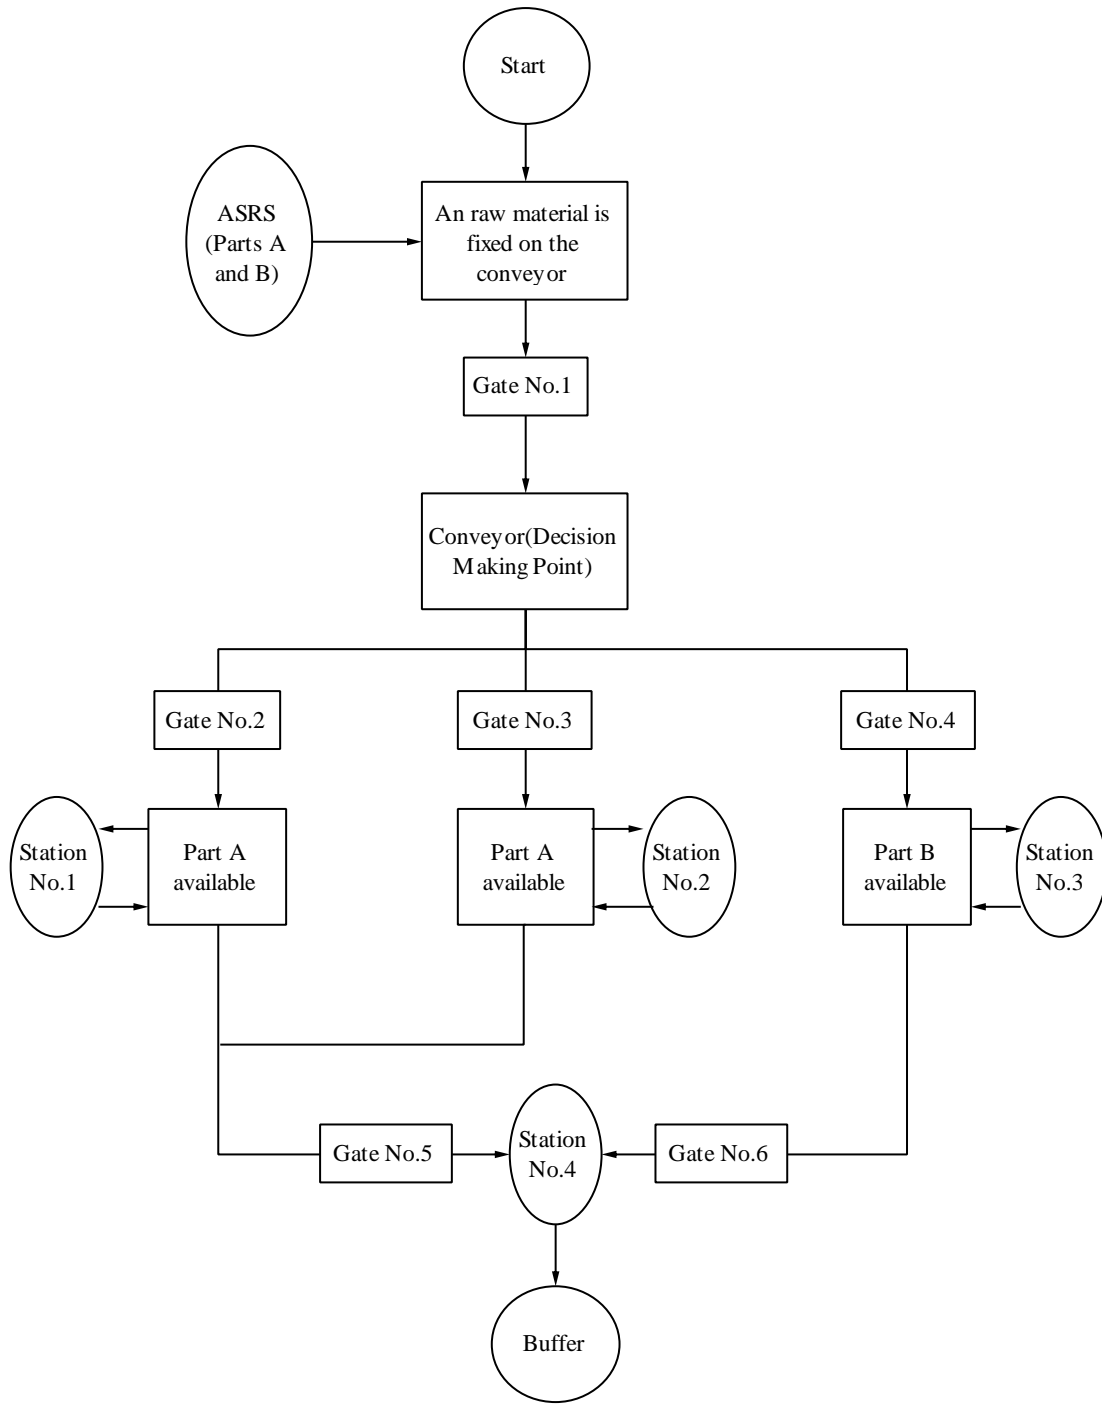 Start
ASRS
(Parts A
and B)
An raw material is
fixed on the
conveyor
Gate No.1
Conveyor(Decision
Making Point)
Gate No.2
Gate No.3
Gate No.4
Station
No.1
Part A
available
Part A
available
Station
No.2
Part B
available
Station
No.3
Gate No.5
Station
No.4
Gate No.6
Buffer